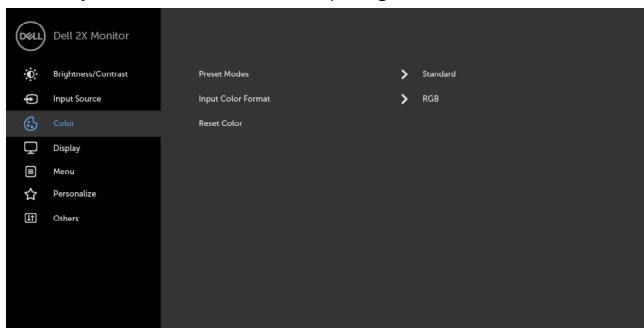 DELL Dell 2X Monitor
Brightness/Contrast Preset Modes Standard
Input Source Input Color Format RGB
Color Reset Color
Display
Menu
Personalize
Others